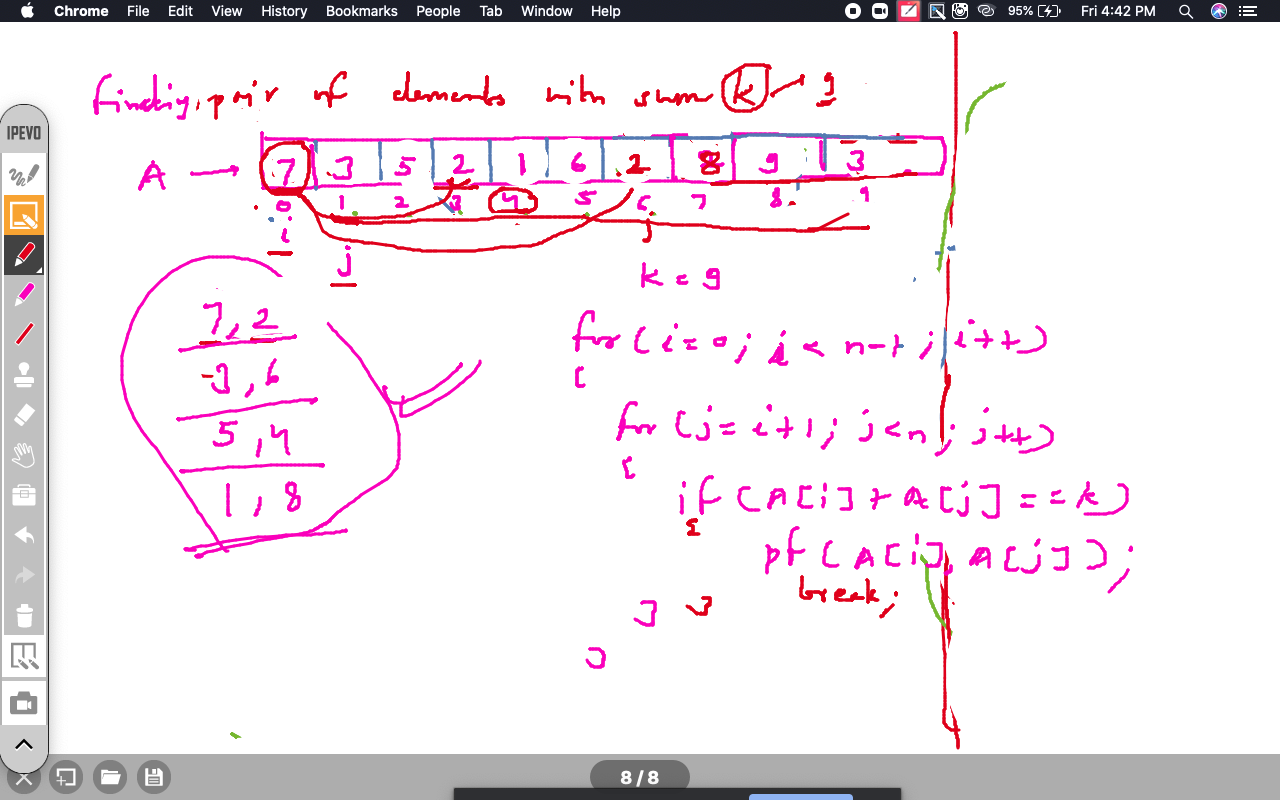 Chrome File Edit View History Bookmarks People Tab Window Help 95% Fri 4:42 PM
IPEVO
finding pair of elements with sum k 9
A → 7 3 5 2 1 6 2 8 9 3
0 1 2 3 4 5 6 7 8 9
i j
j
k = 9
7, 2
3, 6
5, 4
1, 8
for (i=0; i< n-1; i++)
{
for (j=i+1; j<n; j++)
{
if (A[i] + A[j] == k)
{
pf(A[i], A[j]);
break;
} }
}
8 / 8